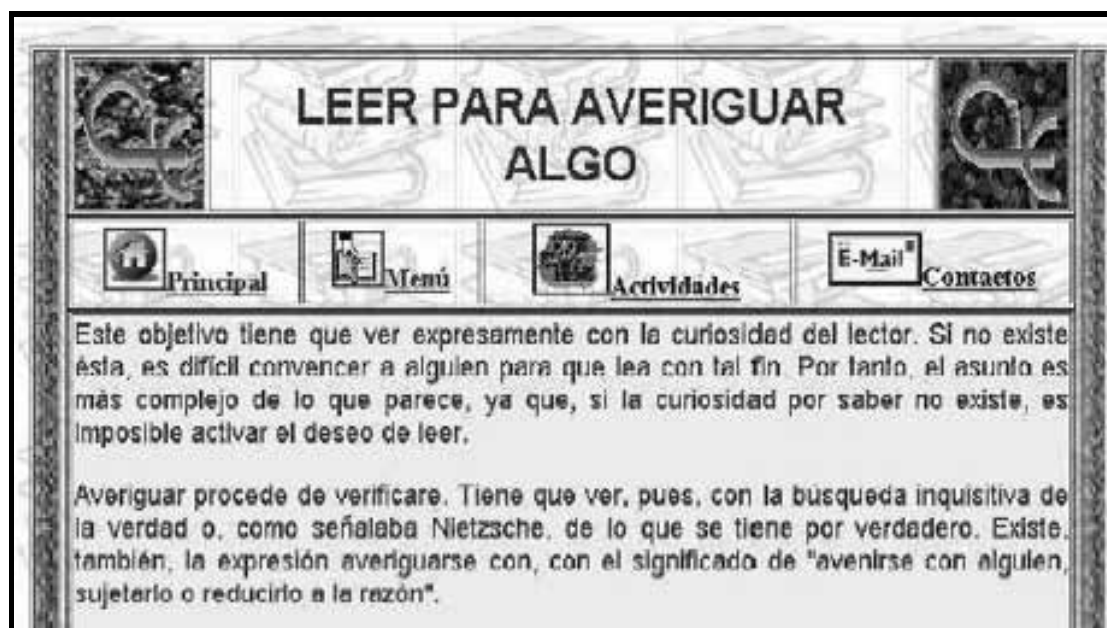 LEER PARA AVERIGUAR
ALGO
Principal Menú Actividades E-Mail Contactos
Este objetivo tiene que ver expresamente con la curiosidad del lector. Si no existe
ésta, es difícil convencer a alguien para que lea con tal fin. Por tanto, el asunto es
más complejo de lo que parece, ya que, si la curiosidad por saber no existe, es
imposible activar el deseo de leer.
Averiguar procede de verificare. Tiene que ver, pues, con la búsqueda inquisitiva de
la verdad o, como señalaba Nietzsche, de lo que se tiene por verdadero. Existe,
también, la expresión averiguarse con, con el significado de "avenirse con alguien,
sujetarlo o reducirlo a la razón".